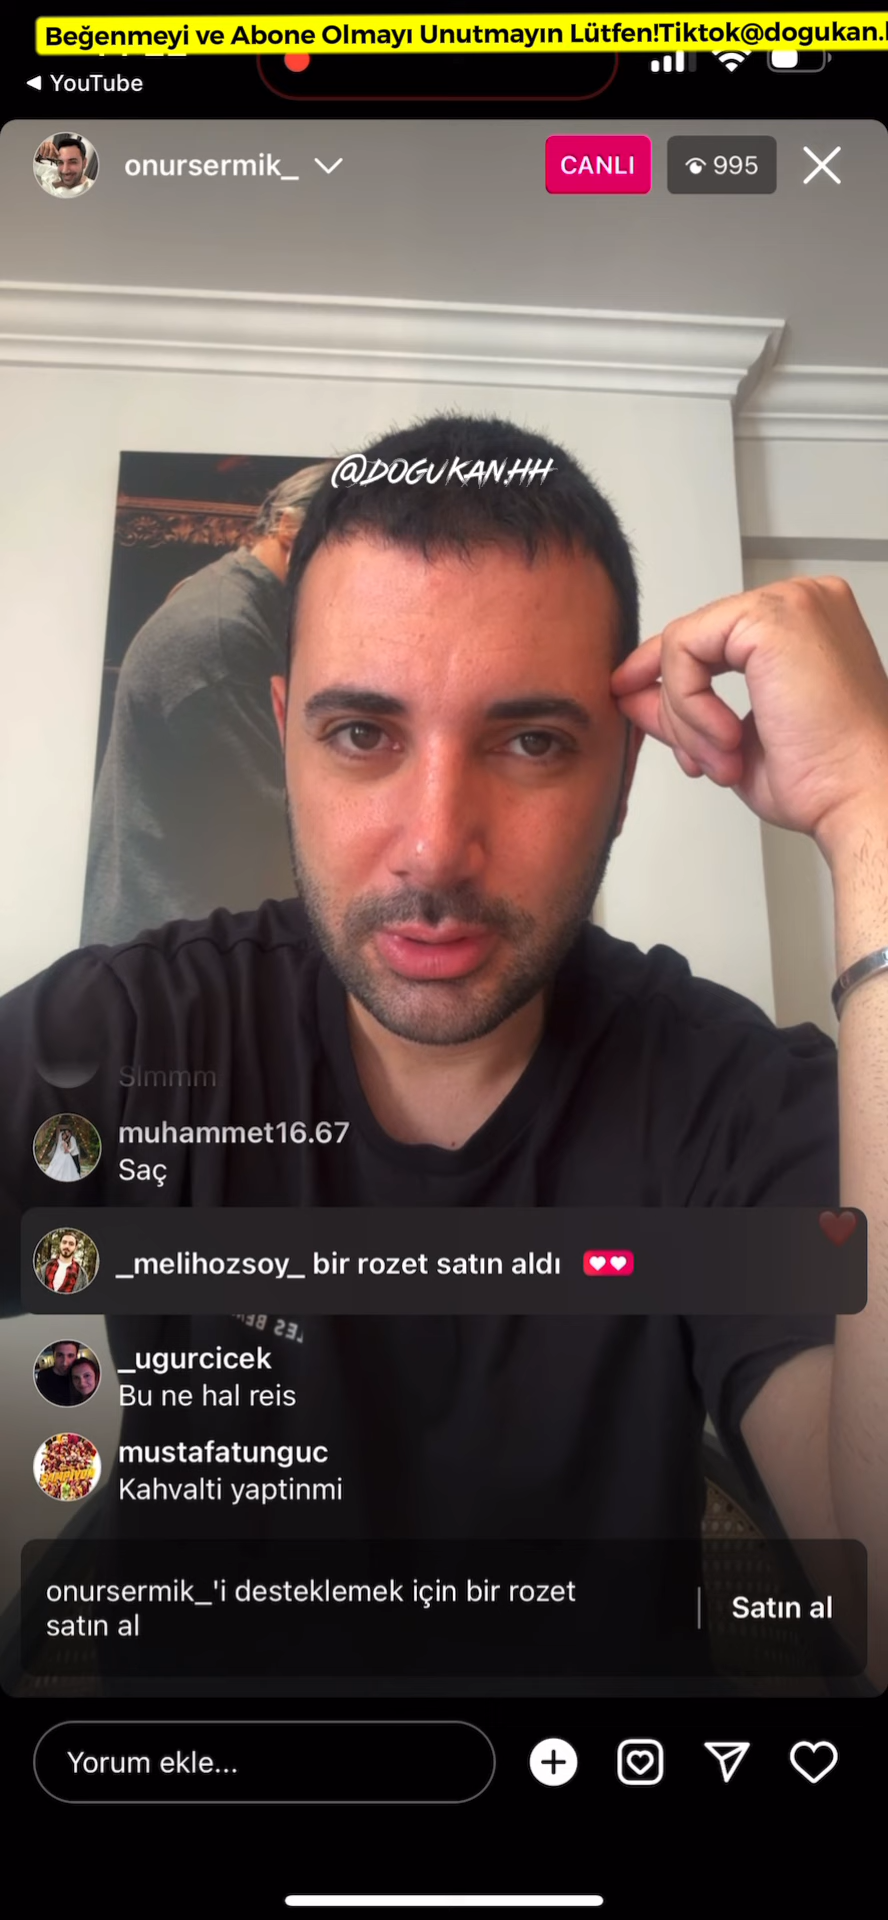 Beğenmeyi ve Abone Olmayı Unutmayın Lütfen!Tiktok@dogukan.
YouTube
onursermik_
CANLI
995
@DOGUKAN.HH
Slmmm
muhammet16.67
Saç
_melihozsoy_ bir rozet satın aldı
LES
_ugurcicek
Bu ne hal reis
mustafatunguc
Kahvalti yaptinmi
onursermik_'i desteklemek için bir rozet
satın al
Satın al
Yorum ekle...